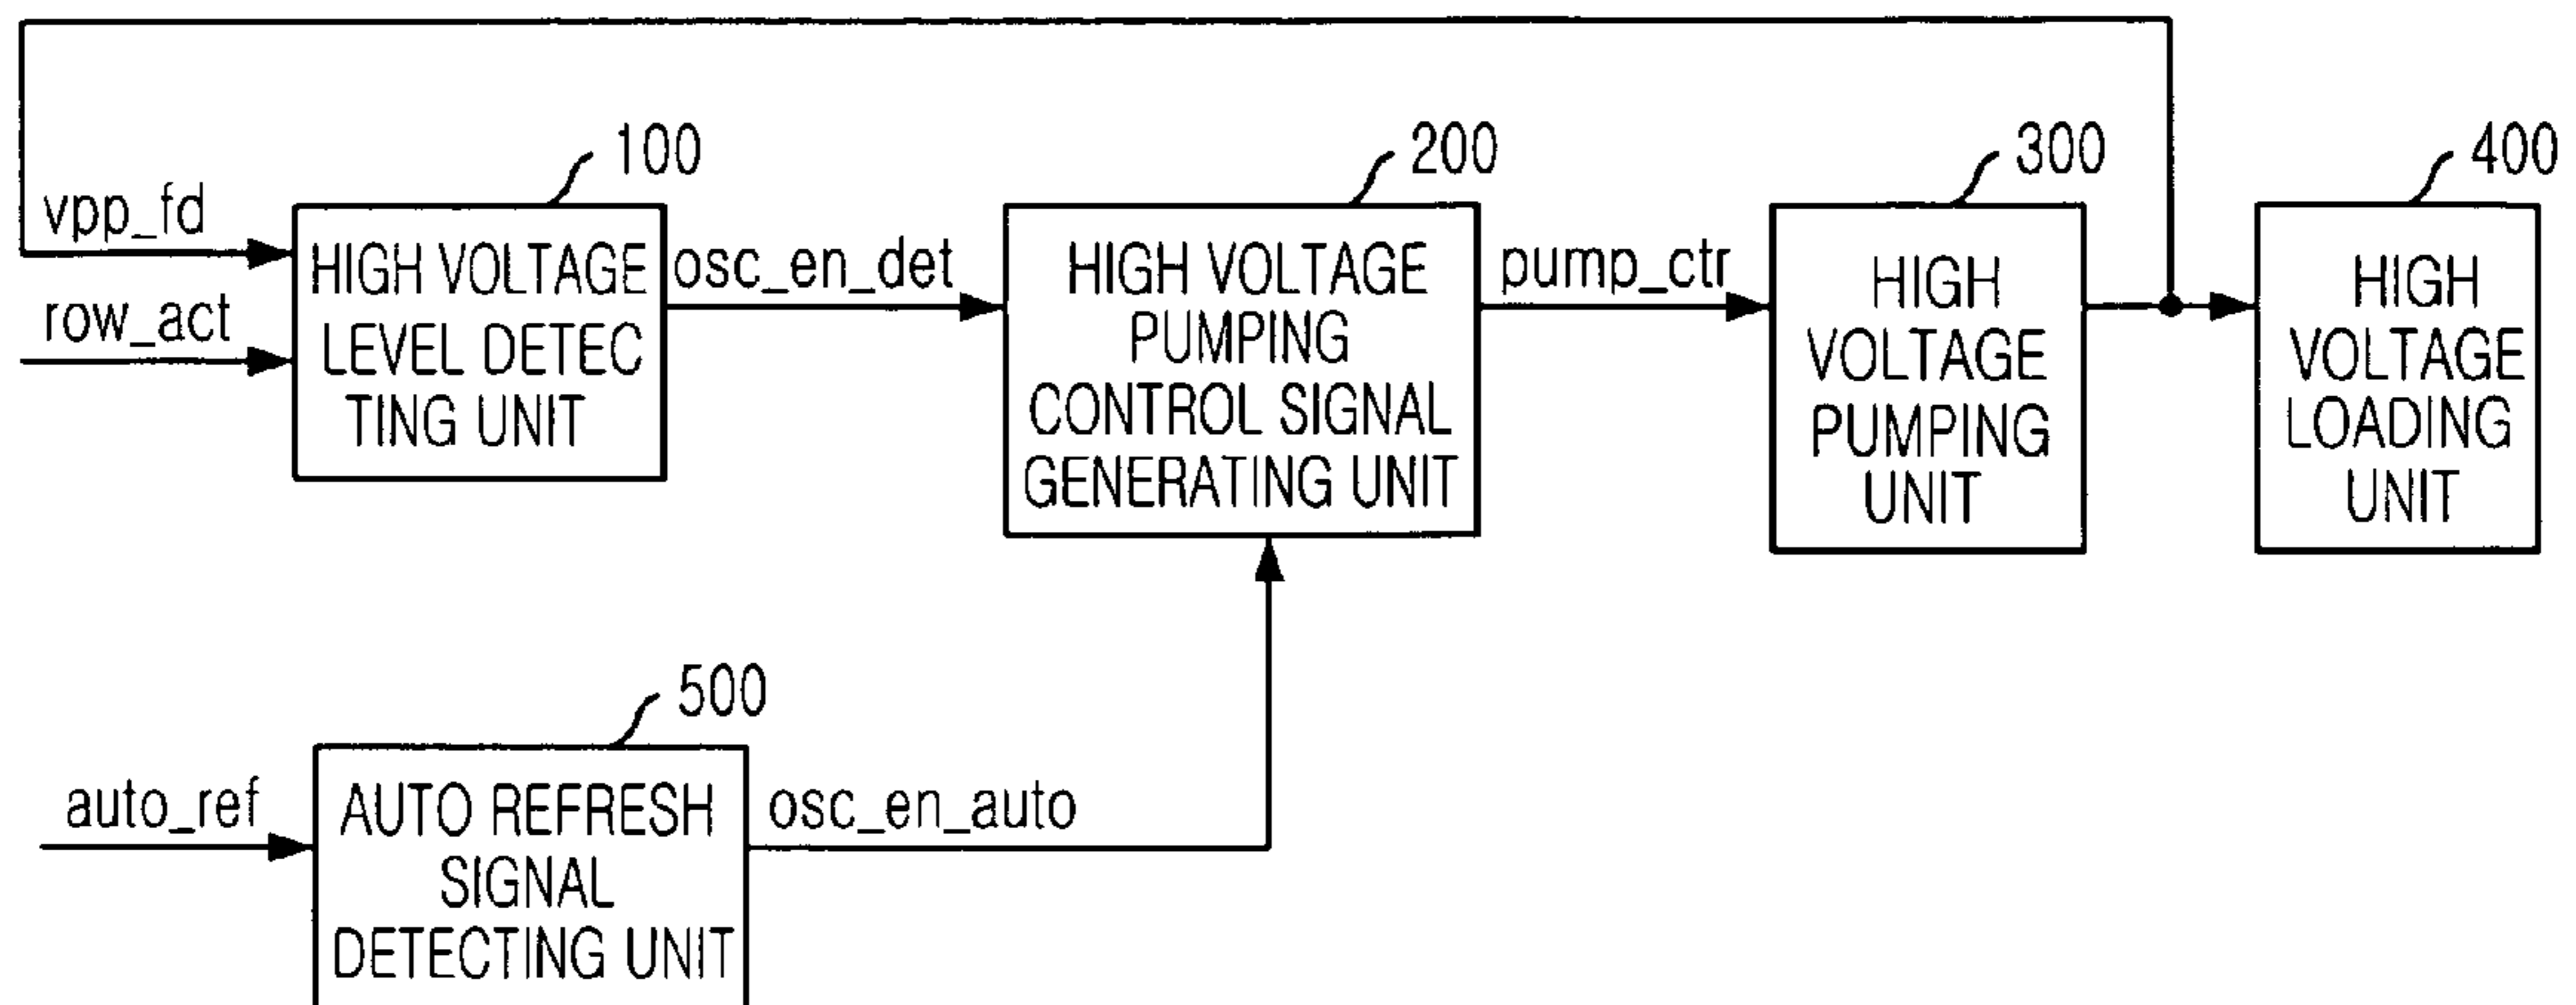 100
200
300
400
vpp_fd
row_act
HIGH VOLTAGE
LEVEL DETEC
TING UNIT
osc_en_det
HIGH VOLTAGE
PUMPING
CONTROL SIGNAL
GENERATING UNIT
pump_ctr
HIGH
VOLTAGE
PUMPING
UNIT
HIGH
VOLTAGE
LOADING
UNIT
500
auto_ref
AUTO REFRESH
SIGNAL
DETECTING UNIT
osc_en_auto